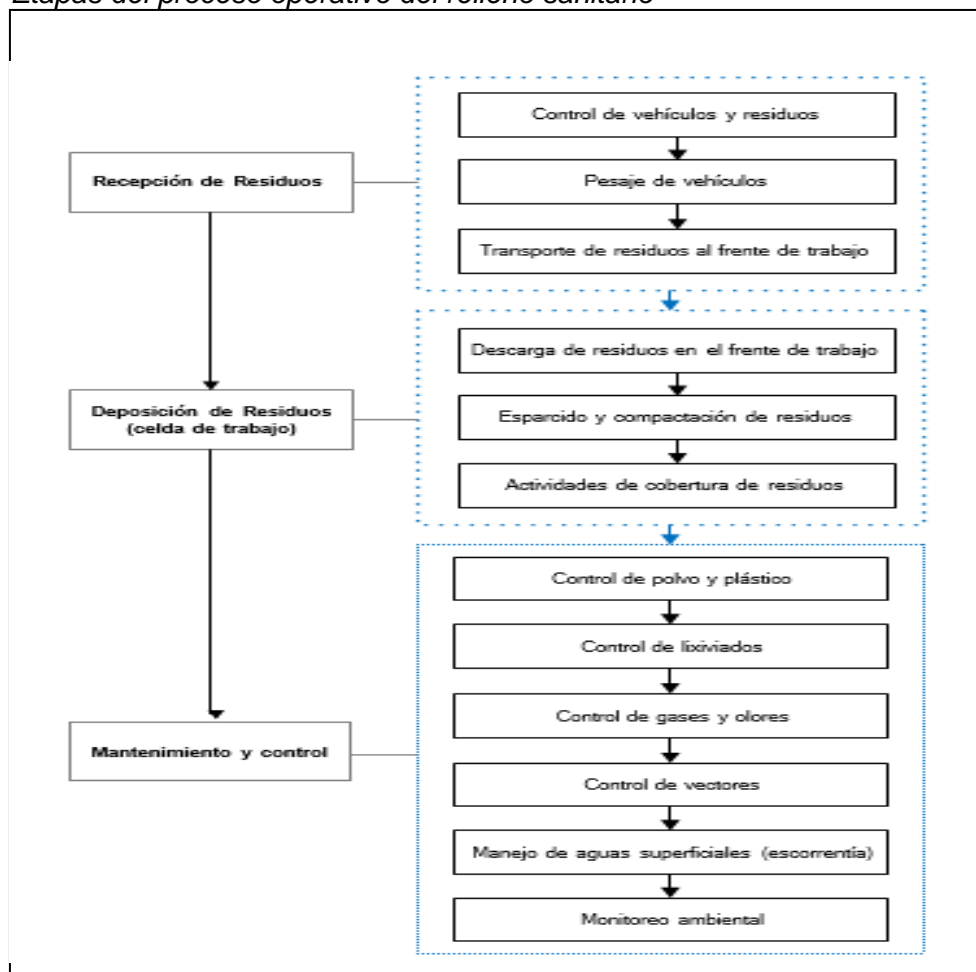 Etapas del proceso operativo del relleno sanitario
Recepción de Residuos
Control de vehículos y residuos
Pesaje de vehículos
Transporte de residuos al frente de trabajo
Deposición de Residuos
(celda de trabajo)
Descarga de residuos en el frente de trabajo
Esparcido y compactación de residuos
Actividades de cobertura de residuos
Mantenimiento y control
Control de polvo y plástico
Control de lixiviados
Control de gases y olores
Control de vectores
Manejo de aguas superficiales (escorrentía)
Monitoreo ambiental